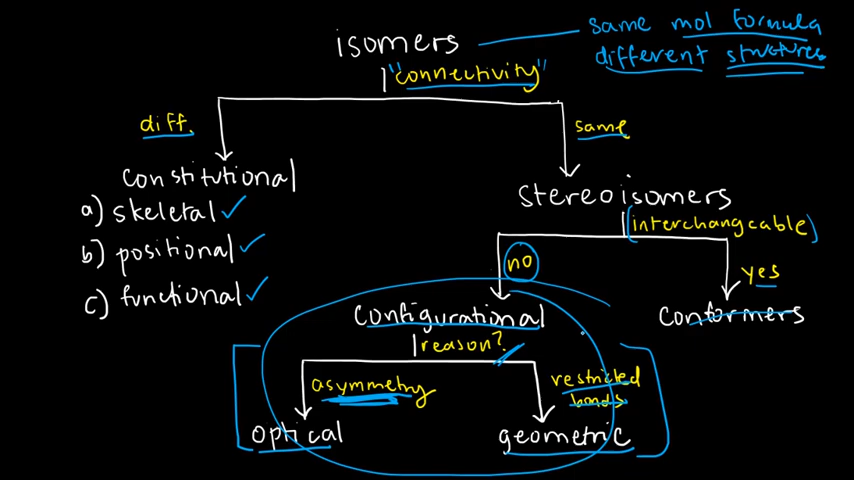 isomers
same mol formula
different structures
"connectivity"
diff.
same
constitutional
a) skeletal
b) positional
c) functional
stereoisomers
(interchangeable)
no
yes
configurational
conformers
reason?
asymmetry
restricted
bonds
optical
geometric